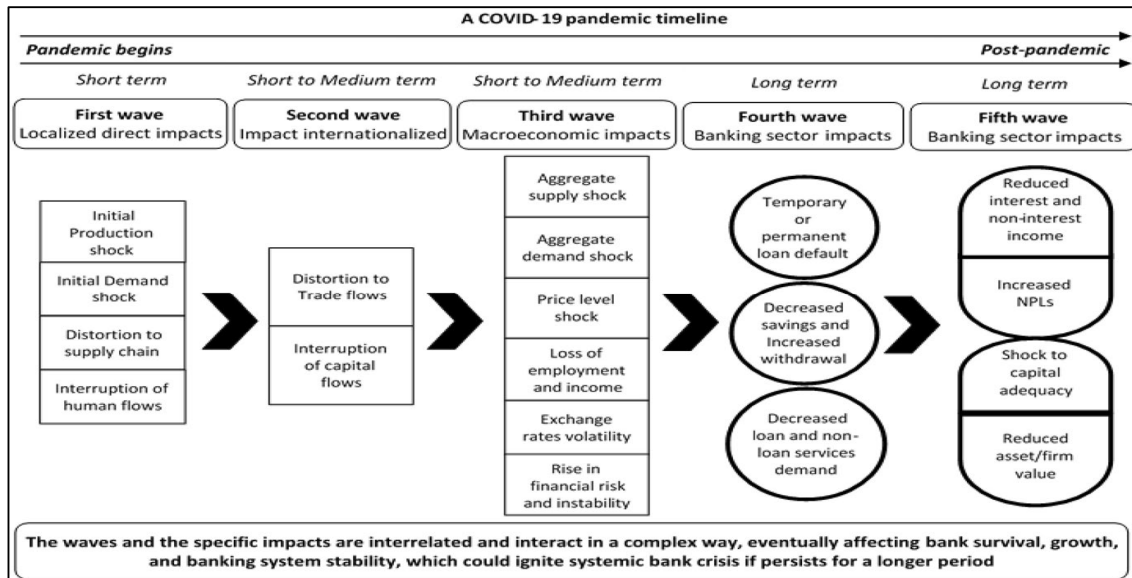 A COVID-19 pandemic timeline
Pandemic begins
Post-pandemic
Short term
Short to Medium term
Short to Medium term
Long term
Long term
First wave
Localized direct impacts
Second wave
Impact internationalized
Third wave
Macroeconomic impacts
Fourth wave
Banking sector impacts
Fifth wave
Banking sector impacts
Initial
Production
shock
Initial Demand
shock
Distortion to
supply chain
Interruption of
human flows
Distortion to
Trade flows
Interruption
of capital
flows
Aggregate
supply shock
Aggregate
demand shock
Price level
shock
Loss of
employment
and income
Exchange
rates volatility
Rise in
financial risk
and instability
Temporary
or
permanent
loan default
Decreased
savings and
Increased
withdrawal
Decreased
loan and non-
loan services
demand
Reduced
interest and
non-interest
income
Increased
NPLs
Shock to
capital
adequacy
Reduced
asset/firm
value
The waves and the specific impacts are interrelated and interact in a complex way, eventually affecting bank survival, growth,
and banking system stability, which could ignite systemic bank crisis if persists for a longer period